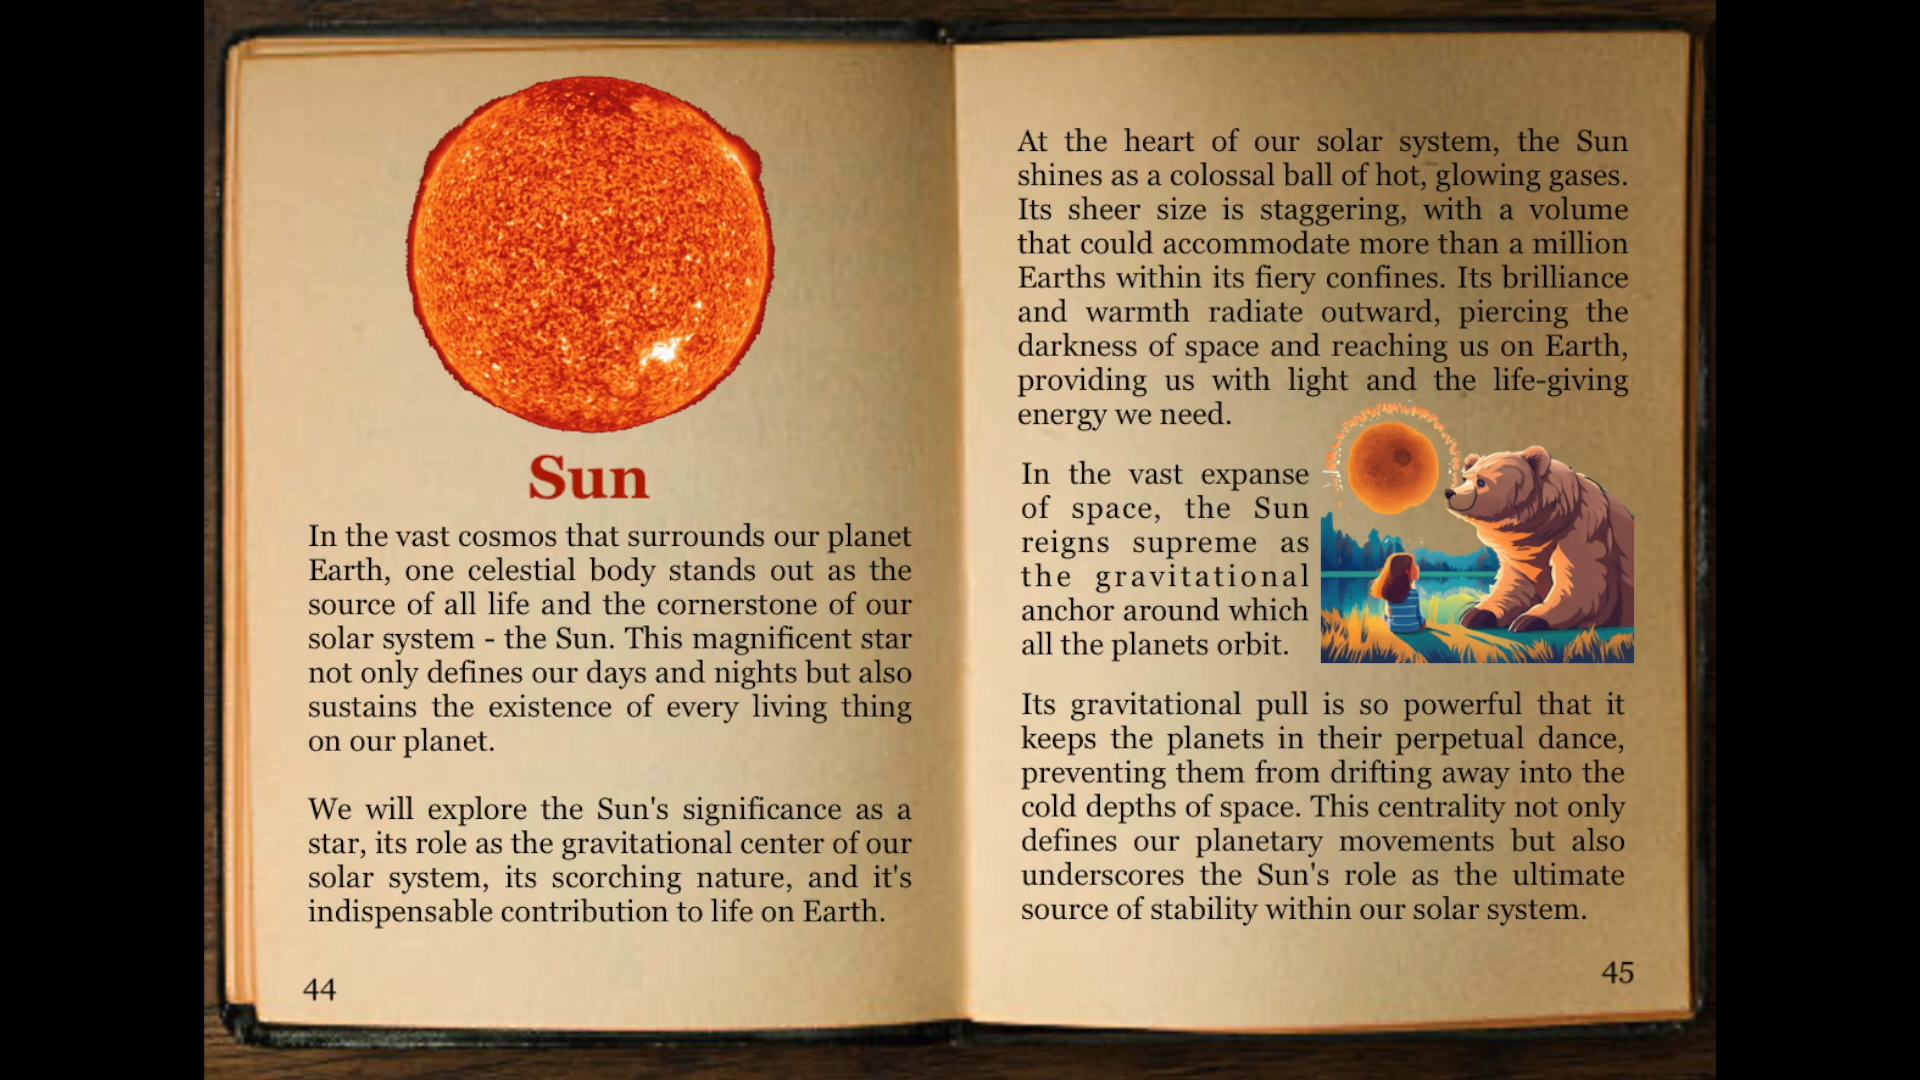 Sun
In the vast cosmos that surrounds our planet
Earth, one celestial body stands out as the
source of all life and the cornerstone of our
solar system - the Sun. This magnificent star
not only defines our days and nights but also
sustains the existence of every living thing
on our planet.
We will explore the Sun's significance as a
star, its role as the gravitational center of our
solar system, its scorching nature, and it's
indispensable contribution to life on Earth.
44
At the heart of our solar system, the Sun
shines as a colossal ball of hot, glowing gases.
Its sheer size is staggering, with a volume
that could accommodate more than a million
Earths within its fiery confines. Its brilliance
and warmth radiate outward, piercing the
darkness of space and reaching us on Earth,
providing us with light and the life-giving
energy we need.
In the vast expanse
of space, the Sun
reigns supreme as
the gravitational
anchor around which
all the planets orbit.
Its gravitational pull is so powerful that it
keeps the planets in their perpetual dance,
preventing them from drifting away into the
cold depths of space. This centrality not only
defines our planetary movements but also
underscores the Sun's role as the ultimate
source of stability within our solar system.
45